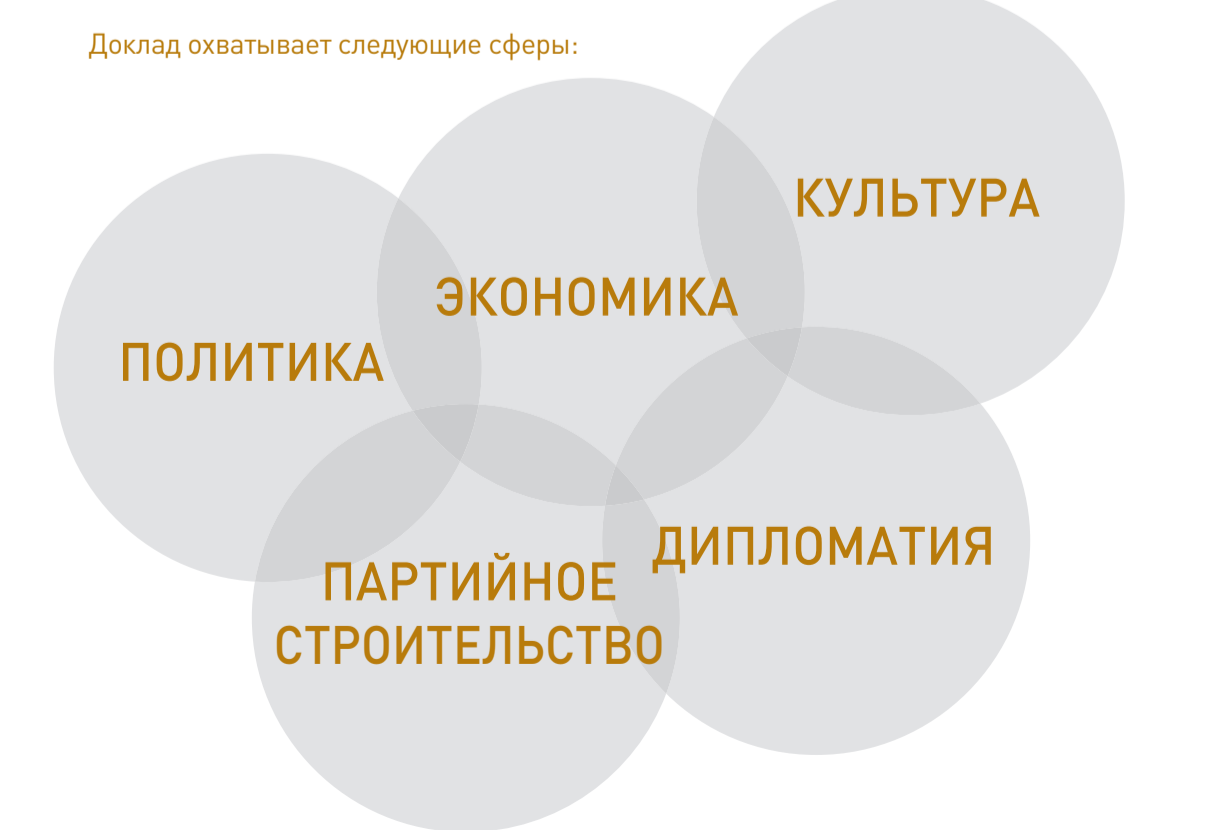 Доклад охватывает следующие сферы:
КУЛЬТУРА
ЭКОНОМИКА
ПОЛИТИКА
ДИПЛОМАТИЯ
ПАРТИЙНОЕ
СТРОИТЕЛЬСТВО